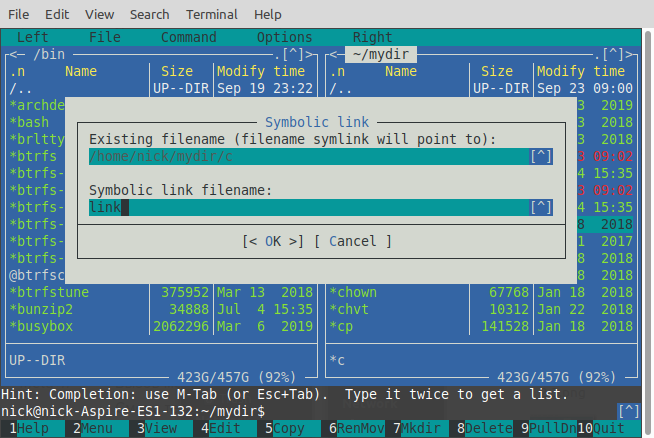 File Edit View Search Terminal Help
Left File Command Options Right
<— /bin .[^]> <— ~/mydir .[^]>
.n Name Size Modify time .n Name Size Modify time
/.. UP--DIR Sep 19 23:22 /.. UP--DIR Sep 23 09:00
*archde 3 2019
*bash 3 2018
*brltty 3 2018
*btrfs 3 09:02
*btrfs- 4 15:35
*btrfs- 3 09:02
*btrfs- 4 15:35
*btrfs- 8 2018
*btrfs- 1 2017
*btrfs- 8 2018
@btrfsc 8 2018
Symbolic link
Existing filename (filename symlink will point to):
/home/nick/mydir/c [^]
Symbolic link filename:
link [^]
[< OK >] [ Cancel ]
*btrfstune 375952 Mar 13 2018 *chown 67768 Jan 18 2018
*bunzip2 34888 Jul 4 15:35 *chvt 10312 Jan 22 2018
*busybox 2062296 Mar 6 2019 *cp 141528 Jan 18 2018
UP--DIR *c
423G/457G (92%) 423G/457G (92%)
Hint: Completion: use M-Tab (or Esc+Tab). Type it twice to get a list.
nick@nick-Aspire-ES1-132:~/mydir$ [^]
1Help 2Menu 3View 4Edit 5Copy 6RenMov 7Mkdir 8Delete 9PullDn 10Quit